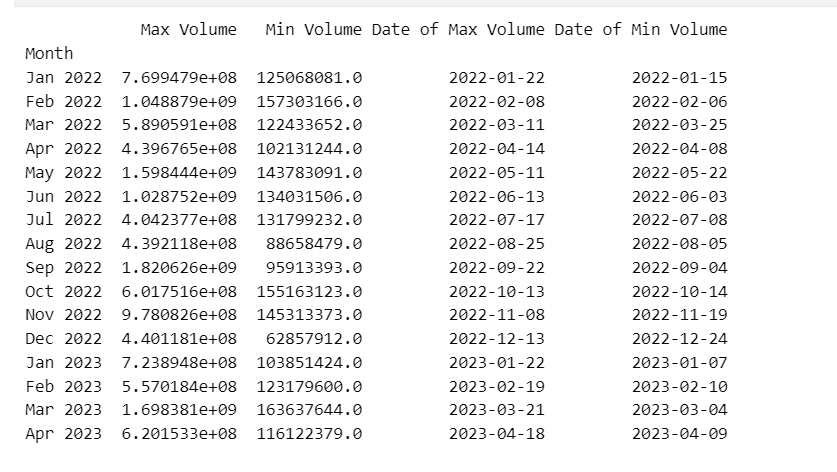 Max Volume Min Volume Date of Max Volume Date of Min Volume
Month
Jan 2022 7.699479e+08 125068081.0 2022-01-22 2022-01-15
Feb 2022 1.048879e+09 157303166.0 2022-02-08 2022-02-06
Mar 2022 5.890591e+08 122433652.0 2022-03-11 2022-03-25
Apr 2022 4.396765e+08 102131244.0 2022-04-14 2022-04-08
May 2022 1.598444e+09 143783091.0 2022-05-11 2022-05-22
Jun 2022 1.028752e+09 134031506.0 2022-06-13 2022-06-03
Jul 2022 4.042377e+08 131799232.0 2022-07-17 2022-07-08
Aug 2022 4.392118e+08 88658479.0 2022-08-25 2022-08-05
Sep 2022 1.820626e+09 95913393.0 2022-09-22 2022-09-04
Oct 2022 6.017516e+08 155163123.0 2022-10-13 2022-10-14
Nov 2022 9.780826e+08 145313373.0 2022-11-08 2022-11-19
Dec 2022 4.401181e+08 62857912.0 2022-12-13 2022-12-24
Jan 2023 7.238948e+08 103851424.0 2023-01-22 2023-01-07
Feb 2023 5.570184e+08 123179600.0 2023-02-19 2023-02-10
Mar 2023 1.698381e+09 163637644.0 2023-03-21 2023-03-04
Apr 2023 6.201533e+08 116122379.0 2023-04-18 2023-04-09